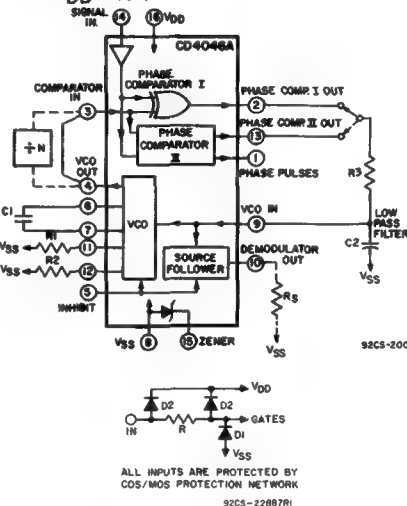 SIGNAL
IN.
14
16
VDD
CD4046A
PHASE
COMPARATOR I
COMPARATOR
IN
3
PHASE COMP. I OUT
2
PHASE COMP. II OUT
13
PHASE
COMPARATOR
II
1
PHASE PULSES
÷N
VCO
OUT
4
R3
C1
6
7
VCO
VCO IN
9
LOW
PASS
FILTER
C2
VSS
VSS
R1
11
VSS
R2
12
SOURCE
FOLLOWER
DEMODULATOR
OUT
10
RS
VSS
5
INHIBIT
VSS
8
15
ZENER
92CS-200
VDD
D2
D2
IN
R
GATES
D1
VSS
ALL INPUTS ARE PROTECTED BY
COS/MOS PROTECTION NETWORK
92CS-22887RI